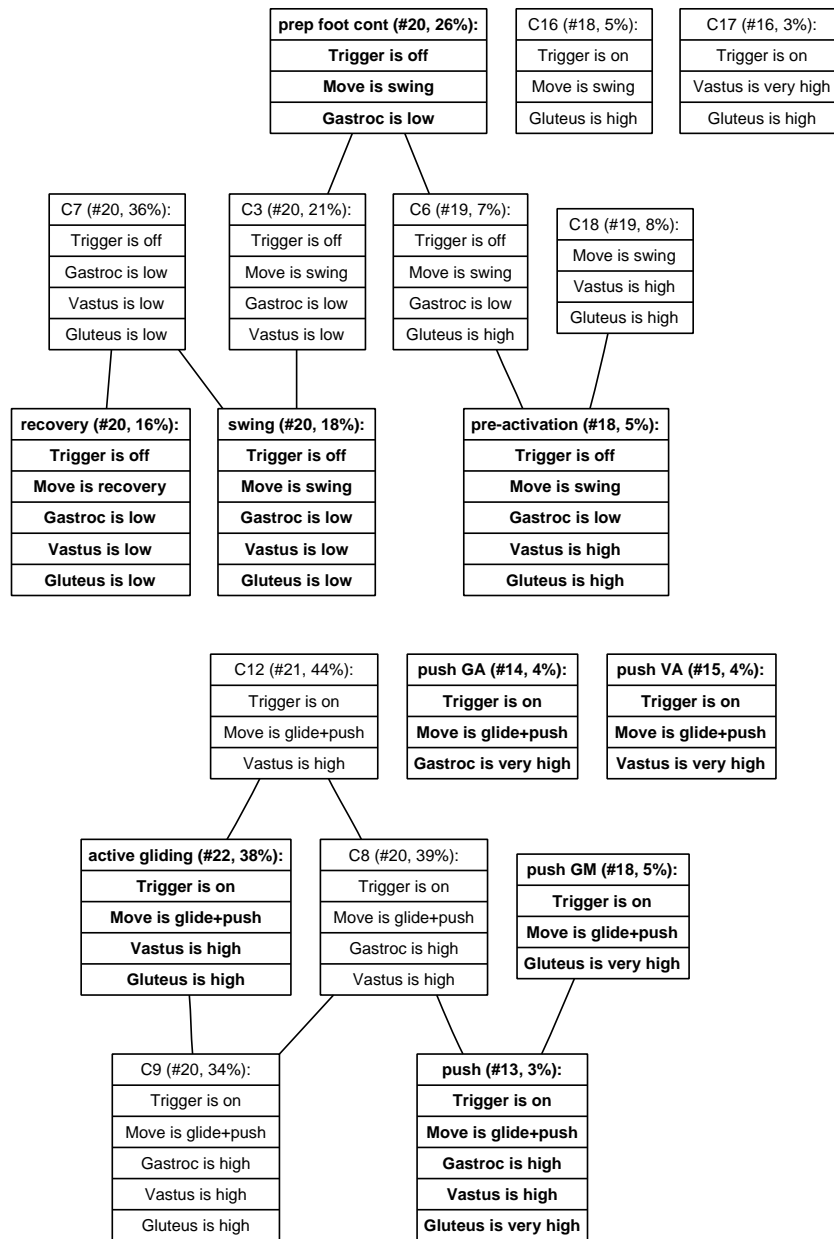 prep foot cont (#20, 26%):
Trigger is off
Move is swing
Gastroc is low
C16 (#18, 5%):
Trigger is on
Move is swing
Gluteus is high
C17 (#16, 3%):
Trigger is on
Vastus is very high
Gluteus is high
C7 (#20, 36%):
Trigger is off
Gastroc is low
Vastus is low
Gluteus is low
C3 (#20, 21%):
Trigger is off
Move is swing
Gastroc is low
Vastus is low
C6 (#19, 7%):
Trigger is off
Move is swing
Gastroc is low
Gluteus is high
C18 (#19, 8%):
Move is swing
Vastus is high
Gluteus is high
recovery (#20, 16%):
Trigger is off
Move is recovery
Gastroc is low
Vastus is low
Gluteus is low
swing (#20, 18%):
Trigger is off
Move is swing
Gastroc is low
Vastus is low
Gluteus is low
pre-activation (#18, 5%):
Trigger is off
Move is swing
Gastroc is low
Vastus is high
Gluteus is high
C12 (#21, 44%):
Trigger is on
Move is glide+push
Vastus is high
push GA (#14, 4%):
Trigger is on
Move is glide+push
Gastroc is very high
push VA (#15, 4%):
Trigger is on
Move is glide+push
Vastus is very high
active gliding (#22, 38%):
Trigger is on
Move is glide+push
Vastus is high
Gluteus is high
C8 (#20, 39%):
Trigger is on
Move is glide+push
Gastroc is high
Vastus is high
push GM (#18, 5%):
Trigger is on
Move is glide+push
Gluteus is very high
C9 (#20, 34%):
Trigger is on
Move is glide+push
Gastroc is high
Vastus is high
Gluteus is high
push (#13, 3%):
Trigger is on
Move is glide+push
Gastroc is high
Vastus is high
Gluteus is very high